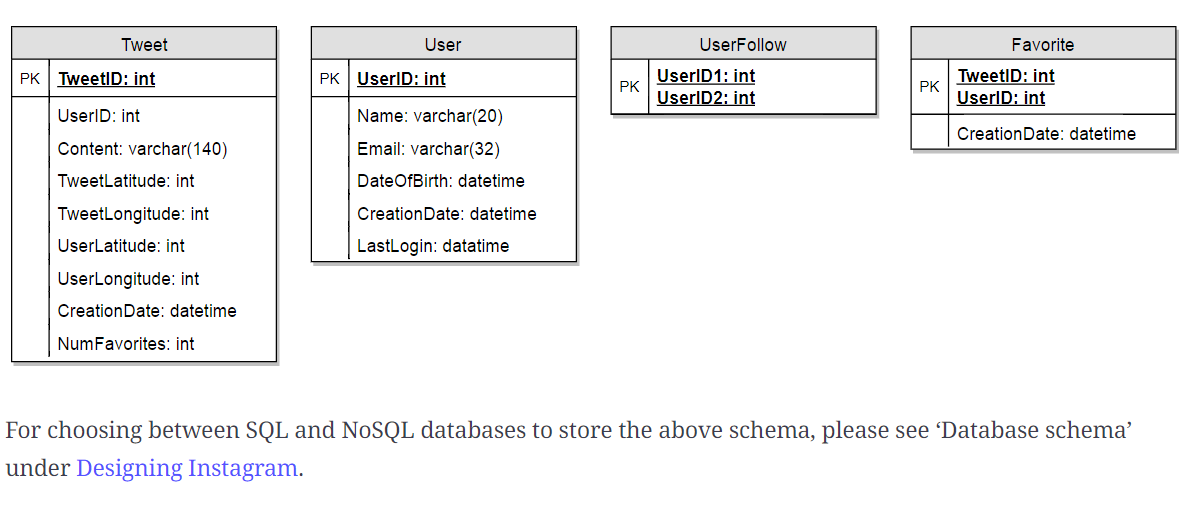 Tweet
PK TweetID: int
UserID: int
Content: varchar(140)
TweetLatitude: int
TweetLongitude: int
UserLatitude: int
UserLongitude: int
CreationDate: datetime
NumFavorites: int
User
PK UserID: int
Name: varchar(20)
Email: varchar(32)
DateOfBirth: datetime
CreationDate: datetime
LastLogin: datatime
UserFollow
PK
UserID1: int
UserID2: int
Favorite
PK
TweetID: int
UserID: int
CreationDate: datetime
For choosing between SQL and NoSQL databases to store the above schema, please see ‘Database schema’
under Designing Instagram.